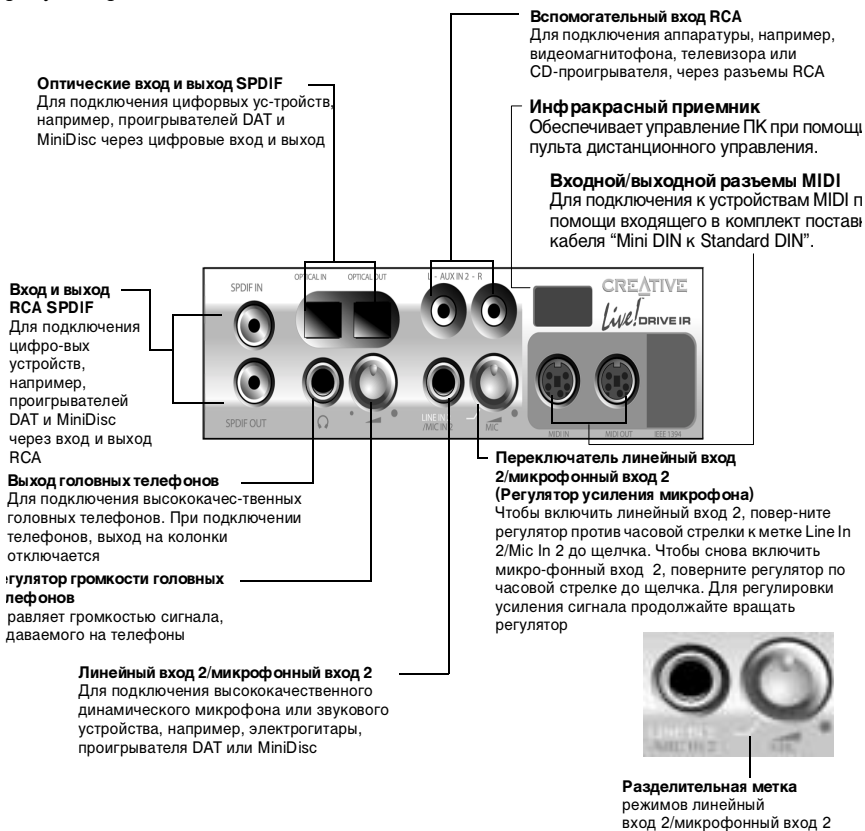 Вспомогательный вход RCA
Для подключения аппаратуры, например,
видеомагнитофона, телевизора или
CD-проигрывателя, через разъемы RCA
Оптические вход и выход SPDIF
Для подключения цифорвых ус-тройств,
например, проигрывателей DAT и
MiniDisc через цифровые вход и выход
Инфракрасный приемник
Обеспечивает управление ПК при помощи
пульта дистанционного управления.
Входной/выходной разъемы MIDI
Для подключения к устройствам MIDI п
помощи входящего в комплект постав
кабеля “Mini DIN к Standard DIN”.
Вход и выход
RCA SPDIF
Для подключения
цифро-вых
устройств,
например,
проигрывателей
DAT и MiniDisc
через вход и выход
RCA
SPDIF IN
OPTICAL IN
OPTICAL OUT
L - AUX IN 2 - R
CREATIVE
Live! DRIVE IR
SPDIF OUT
LINE IN 2
/MIC IN 2
MIC
MIDI IN
MIDI OUT
IEEE 1394
Выход головных телефонов
Для подключения высококачес-твенных
головных телефонов. При подключении
телефонов, выход на колонки
отключается
егулятор громкости головных
лефонов
равляет громкостью сигнала,
даваемого на телефоны
Переключатель линейный вход
2/микрофонный вход 2
(Регулятор усиления микрофона)
Чтобы включить линейный вход 2, повер-ните
регулятор против часовой стрелки к метке Line In
2/Mic In 2 до щелчка. Чтобы снова включить
микро-фонный вход 2, поверните регулятор по
часовой стрелке до щелчка. Для регулировки
усиления сигнала продолжайте вращать
регулятор
Линейный вход 2/микрофонный вход 2
Для подключения высококачественного
динамического микрофона или звукового
устройства, например, электрогитары,
проигрывателя DAT или MiniDisc
LINE IN 2
/MIC IN 2
MIC
Разделительная метка
режимов линейный
вход 2/микрофонный вход 2